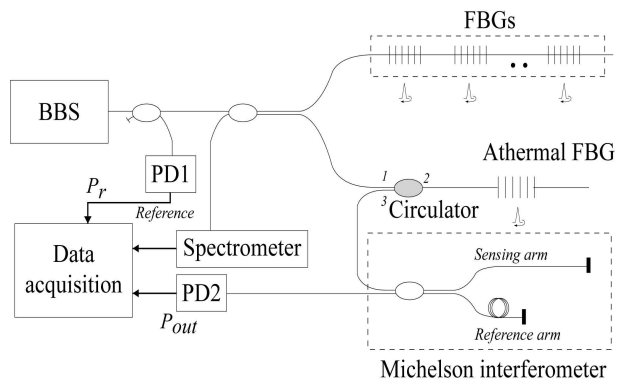 FBGs
BBS
Athermal FBG
PD1
1
2
P_r
Reference
3
Circulator
Data
acquisition
Spectrometer
Sensing arm
PD2
P_out
Reference arm
Michelson interferometer